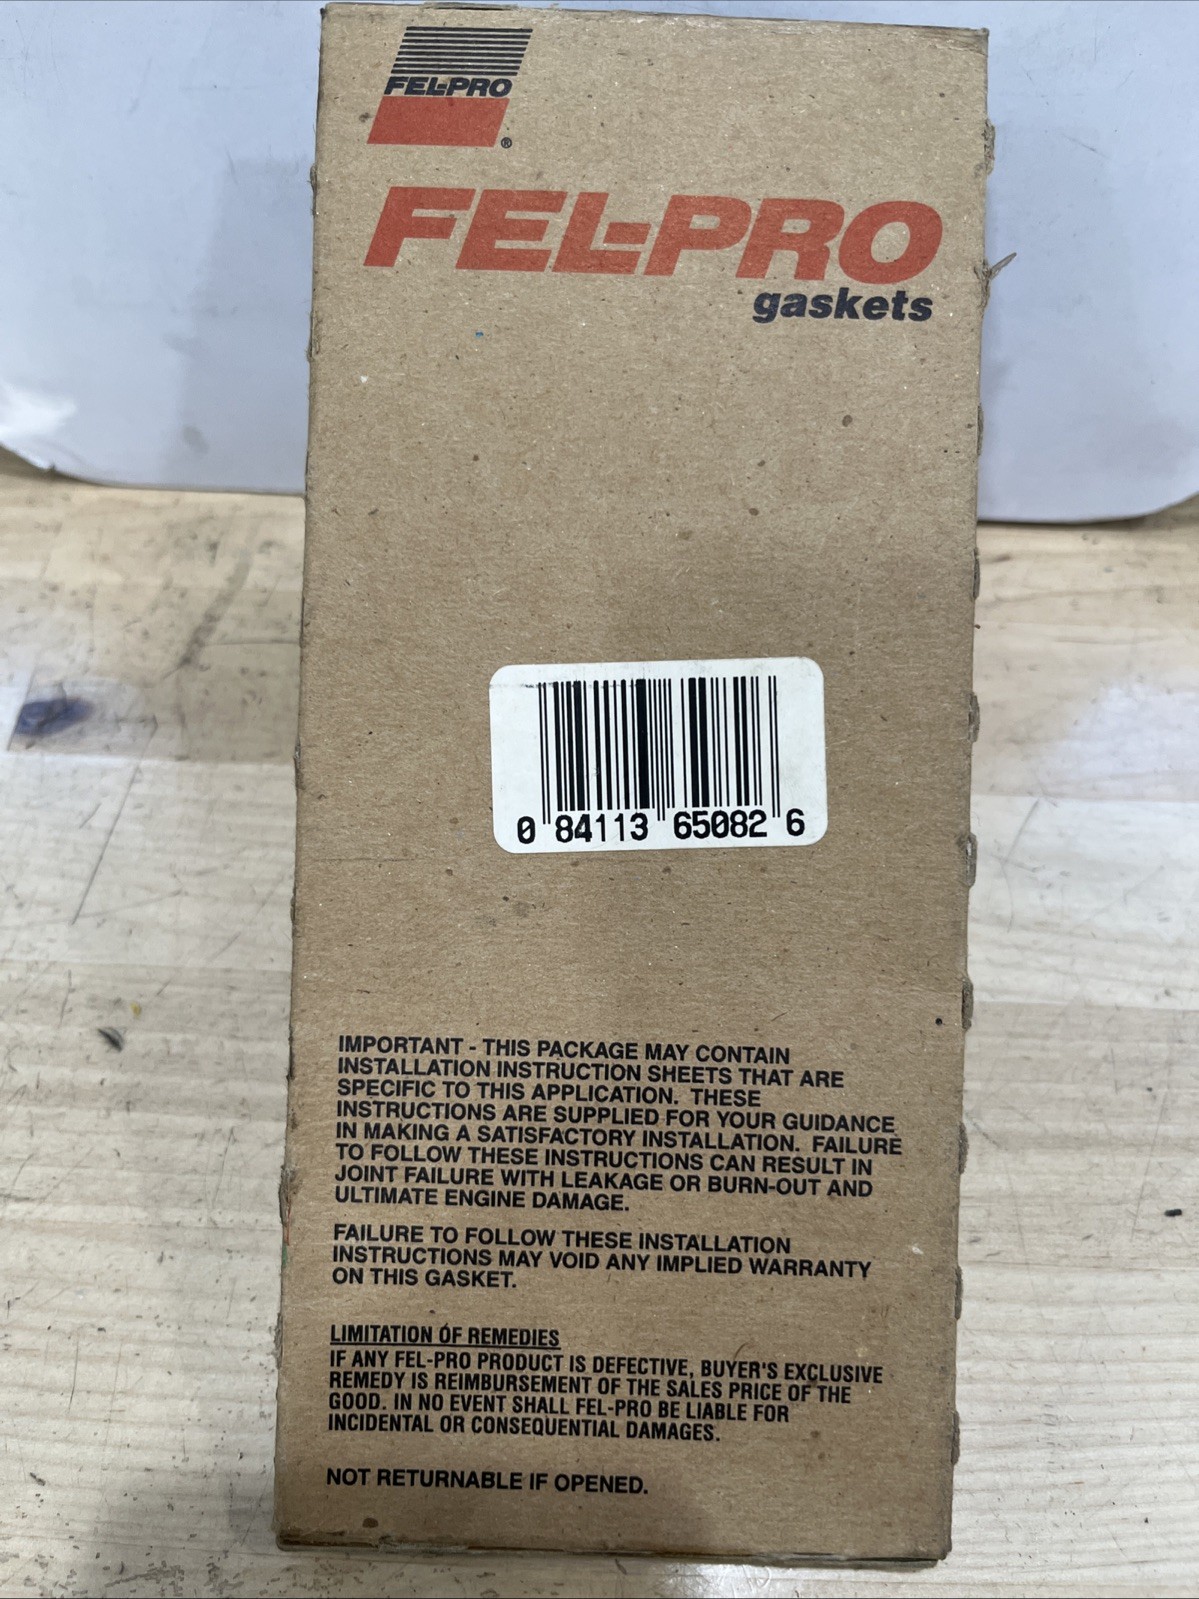 FEL-PRO
®
FEL-PRO
gaskets
0 84113 65082 6
IMPORTANT - THIS PACKAGE MAY CONTAIN
INSTALLATION INSTRUCTION SHEETS THAT ARE
SPECIFIC TO THIS APPLICATION. THESE
INSTRUCTIONS ARE SUPPLIED FOR YOUR GUIDANCE
IN MAKING A SATISFACTORY INSTALLATION. FAILURE
TO FOLLOW THESE INSTRUCTIONS CAN RESULT IN
JOINT FAILURE WITH LEAKAGE OR BURN-OUT AND
ULTIMATE ENGINE DAMAGE.
FAILURE TO FOLLOW THESE INSTALLATION
INSTRUCTIONS MAY VOID ANY IMPLIED WARRANTY
ON THIS GASKET.
LIMITATION OF REMEDIES
IF ANY FEL-PRO PRODUCT IS DEFECTIVE, BUYER'S EXCLUSIVE
REMEDY IS REIMBURSEMENT OF THE SALES PRICE OF THE
GOOD. IN NO EVENT SHALL FEL-PRO BE LIABLE FOR
INCIDENTAL OR CONSEQUENTIAL DAMAGES.
NOT RETURNABLE IF OPENED.